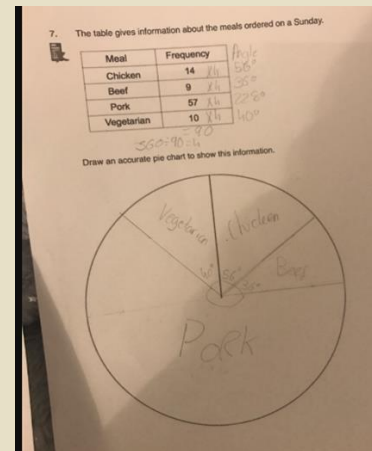 7. The table gives information about the meals ordered on a Sunday.
Meal Frequency Angle
Chicken 14 x4 56°
Beef 9 x4 36°
Pork 57 x4 228°
Vegetarian 10 x4 40°
= 90
360÷90=4
Draw an accurate pie chart to show this information.
Vegetarian
Chicken
40° 56°
36°
Beef
Pork